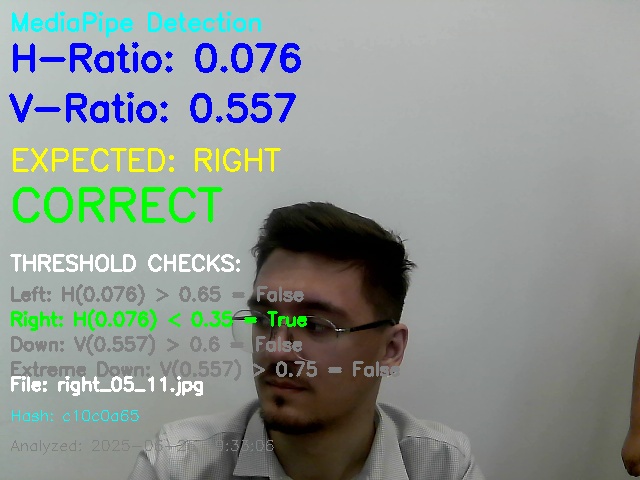 MediaPipe Detection
H-Ratio: 0.076
V-Ratio: 0.557
EXPECTED: RIGHT
CORRECT
THRESHOLD CHECKS:
Left: H(0.076) > 0.65 = False
Right: H(0.076) < 0.35 = True
Down: V(0.557) > 0.6 = False
Extreme Down: V(0.557) > 0.75 = False
File: right_05_11.jpg
Hash: c10c0a65
Analyzed: